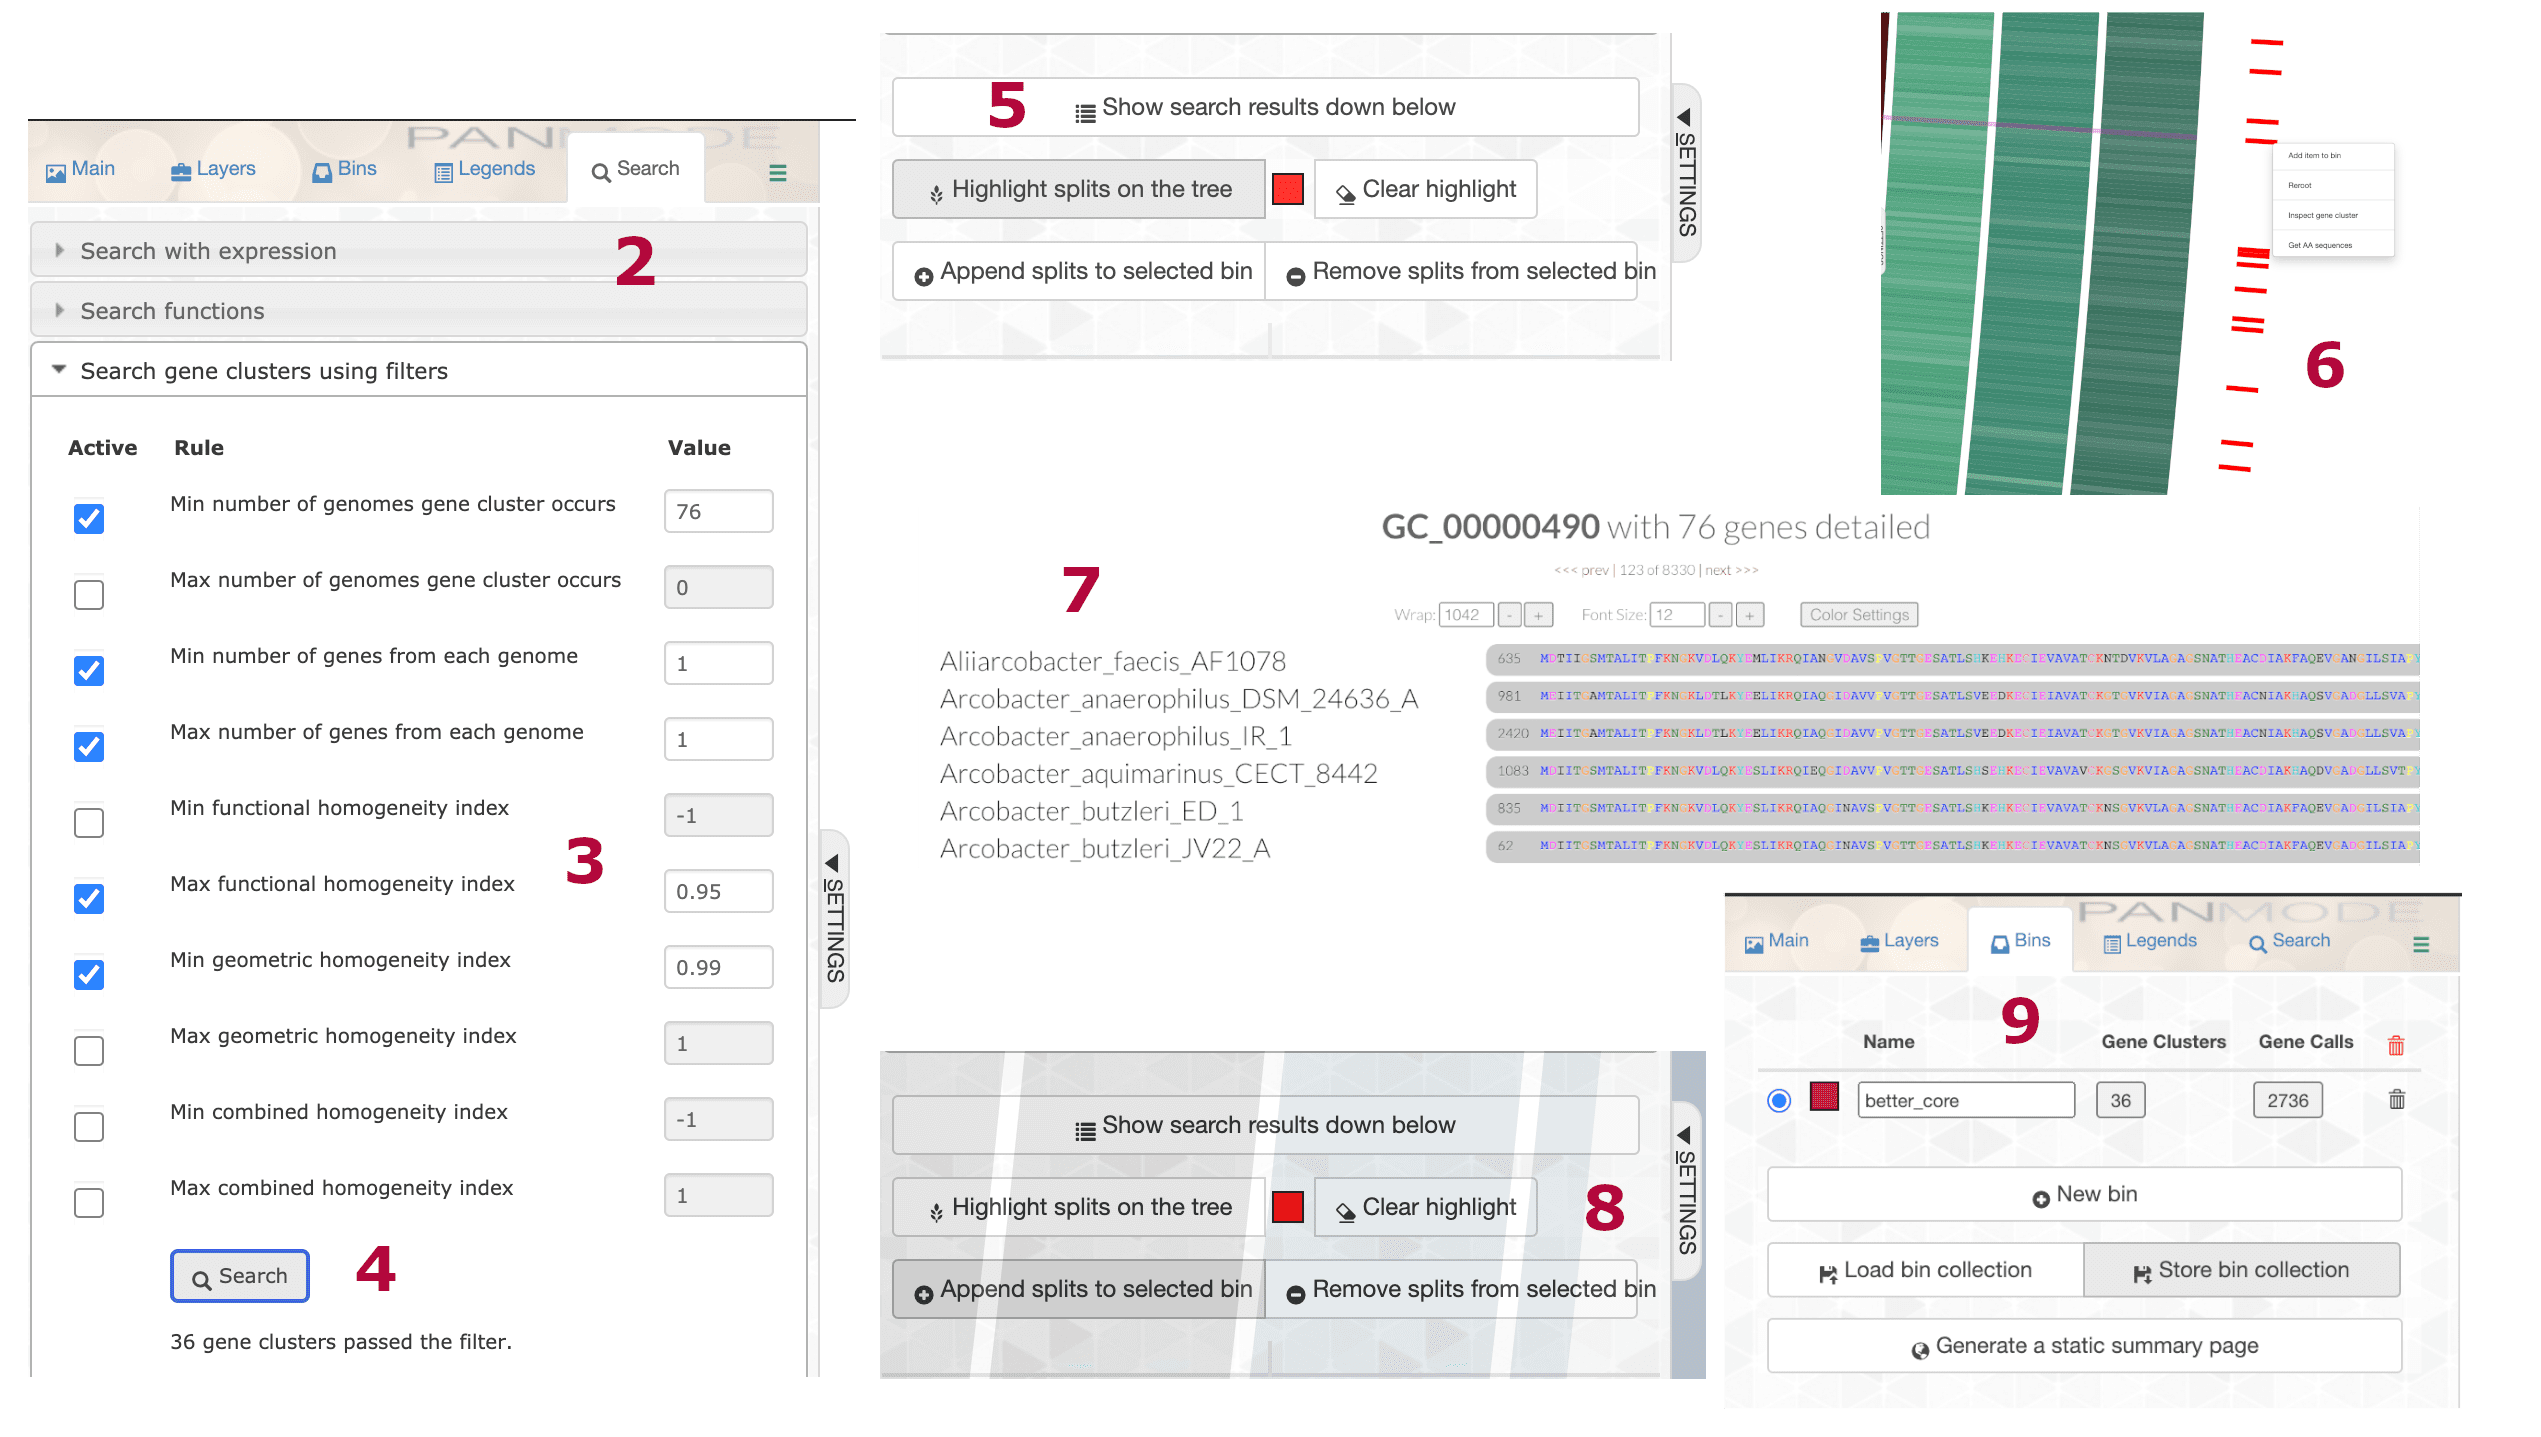 PANMODE
Main
Layers
Bins
Legends
Search
2
Search with expression
Search functions
Search gene clusters using filters
Active Rule Value
Min number of genomes gene cluster occurs 76
Max number of genomes gene cluster occurs 0
Min number of genes from each genome 1
Max number of genes from each genome 1
Min functional homogeneity index -1
3
Max functional homogeneity index 0.95
Min geometric homogeneity index 0.99
Max geometric homogeneity index 1
Min combined homogeneity index -1
Max combined homogeneity index 1
Search
4
36 gene clusters passed the filter.
SETTINGS
5
Show search results down below
Highlight splits on the tree
Clear highlight
Append splits to selected bin
Remove splits from selected bin
SETTINGS
Add item to bin
Reroot
Inspect gene cluster
Get AA sequences
6
7
GC_00000490 with 76 genes detailed
<<< prev | 123 of 8330 | next >>>
Wrap: 1042 - + Font Size: 12 - + Color Settings
Aliiarcobacter_faecis_AF1078 635
Arcobacter_anaerophilus_DSM_24636_A 981
Arcobacter_anaerophilus_IR_1 2420
Arcobacter_aquimarinus_CECT_8442 1083
Arcobacter_butzleri_ED_1 835
Arcobacter_butzleri_JV22_A 62
Show search results down below
Highlight splits on the tree
Clear highlight
8
Append splits to selected bin
Remove splits from selected bin
SETTINGS
PANMODE
Main
Layers
Bins
Legends
Search
9
Name Gene Clusters Gene Calls
better_core 36 2736
New bin
Load bin collection
Store bin collection
Generate a static summary page